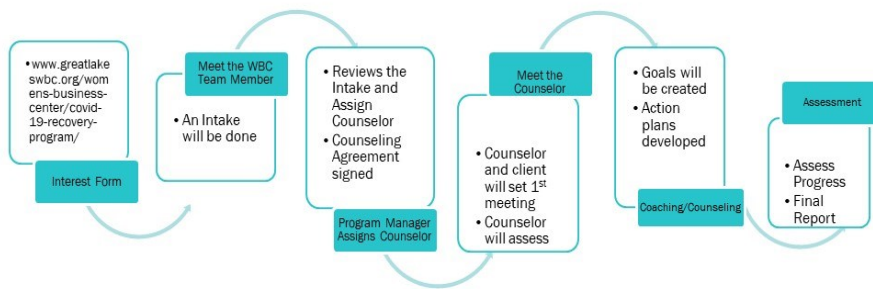 • www.greatlake
swbc.org/wom
ens-business-
center/covid-
19-recovery-
program/
Interest Form
Meet the WBC
Team Member
• An Intake
will be done
• Reviews the
Intake and
Assign
Counselor
• Counseling
Agreement
signed
Program Manager
Assigns Counselor
Meet the
Counselor
• Counselor
and client
will set 1st
meeting
• Counselor
will assess
• Goals will
be created
• Action
plans
developed
Coaching/Counseling
Assessment
• Assess
Progress
• Final
Report